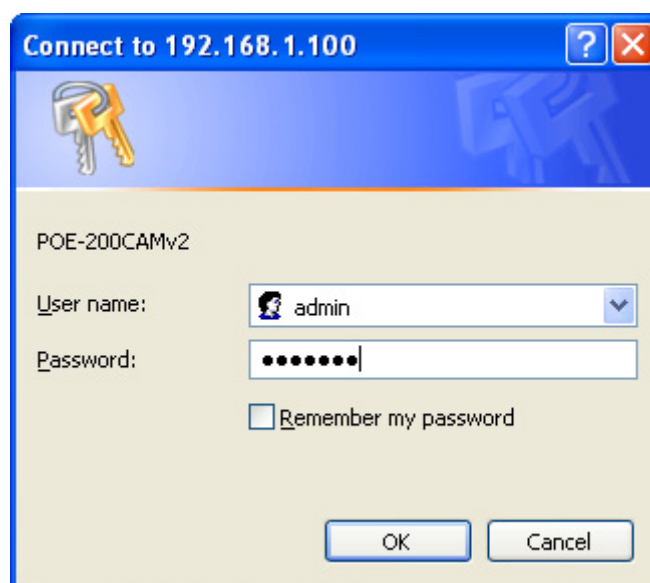 Connect to 192.168.1.100
POE-200CAMv2
User name:
admin
Password:
●●●●●●●
Remember my password
OK
Cancel